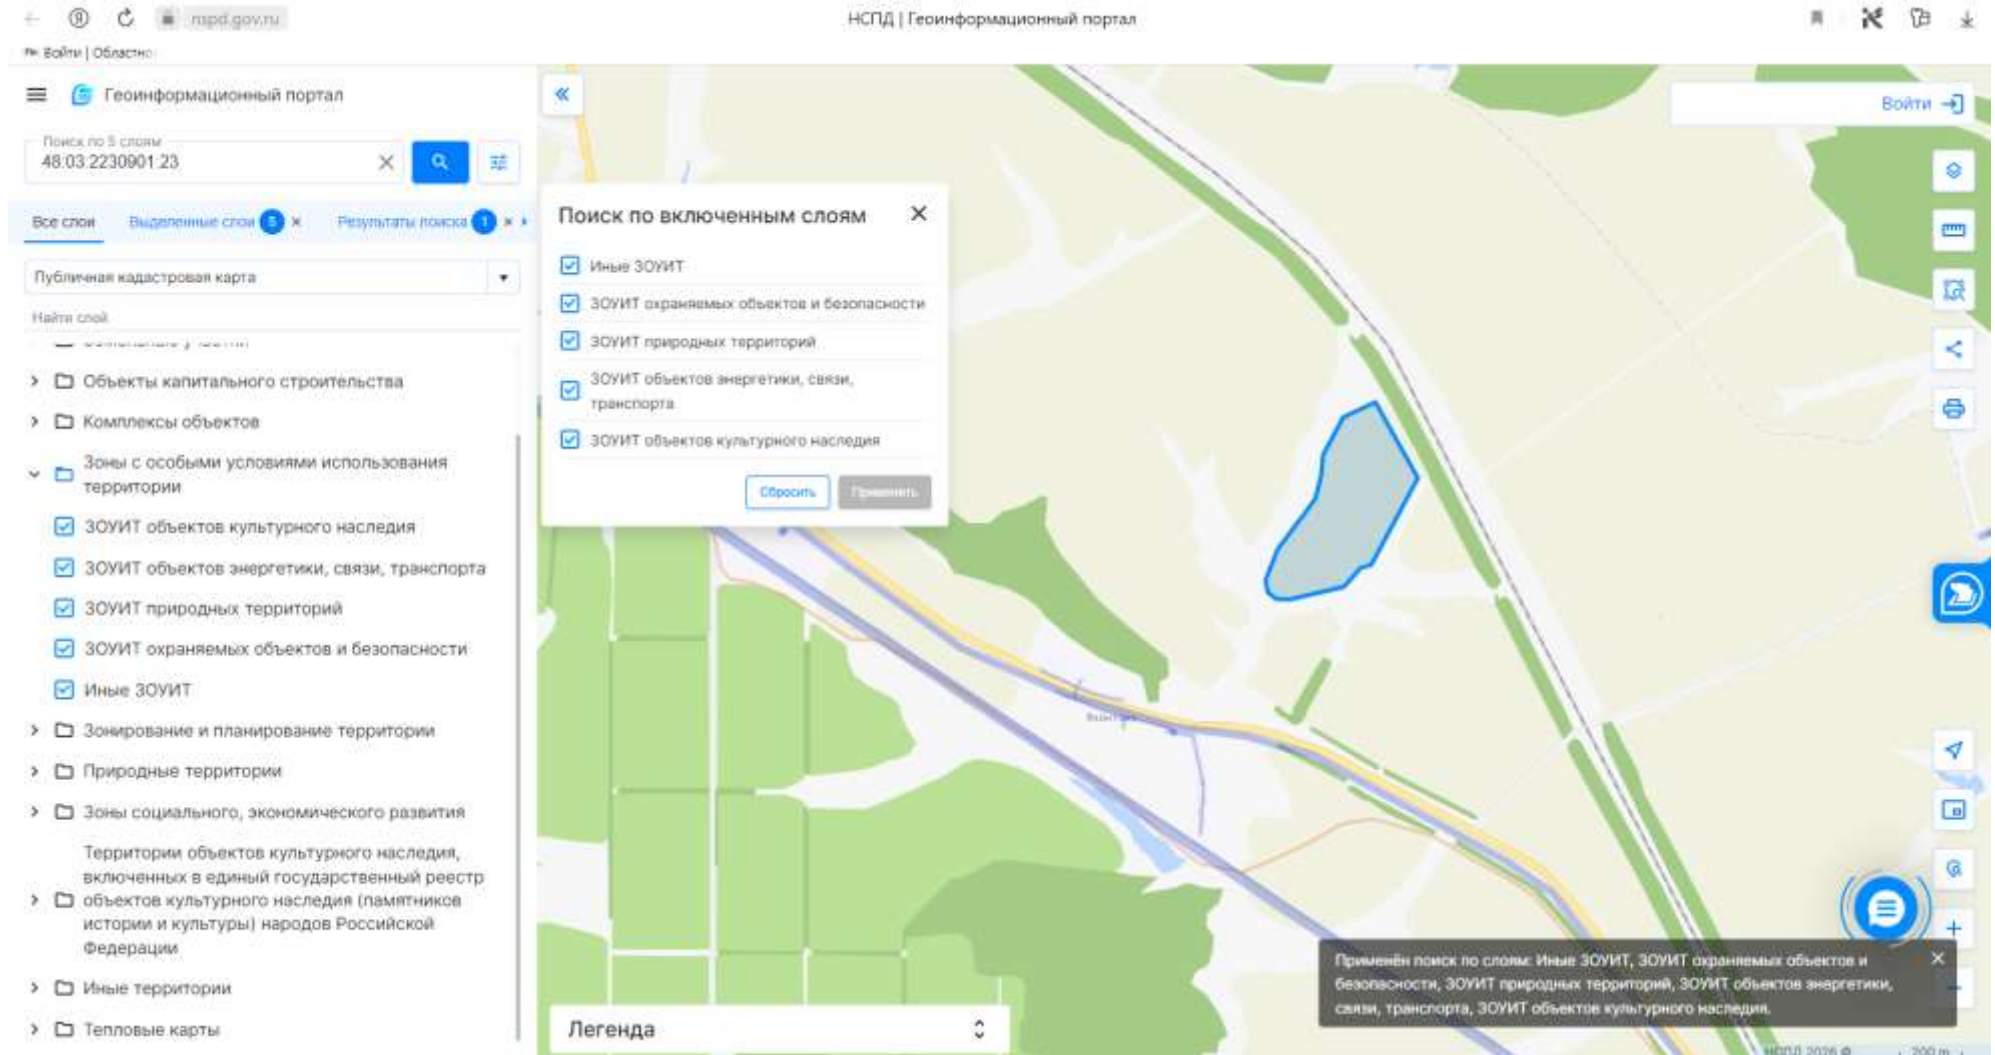 nspd.gov.ru
НСПД | Геоинформационный портал
Войти | Областно
Геоинформационный портал
Войти
Поиск по 5 слоям
48:03:2230901:23
Все слои
Выделенные слои 5
Результаты поиска 1
Публичная кадастровая карта
Найти слой
Объекты капитального строительства
Комплексы объектов
Зоны с особыми условиями использования
территории
ЗОУИТ объектов культурного наследия
ЗОУИТ объектов энергетики, связи, транспорта
ЗОУИТ природных территорий
ЗОУИТ охраняемых объектов и безопасности
Иные ЗОУИТ
Зонирование и планирование территории
Природные территории
Зоны социального, экономического развития
Территории объектов культурного наследия,
включенных в единый государственный реестр
объектов культурного наследия (памятников
истории и культуры) народов Российской
Федерации
Иные территории
Тепловые карты
Поиск по включенным слоям
Иные ЗОУИТ
ЗОУИТ охраняемых объектов и безопасности
ЗОУИТ природных территорий
ЗОУИТ объектов энергетики, связи,
транспорта
ЗОУИТ объектов культурного наследия
Сбросить
Применить
Легенда
Применён поиск по слоям: Иные ЗОУИТ, ЗОУИТ охраняемых объектов и
безопасности, ЗОУИТ природных территорий, ЗОУИТ объектов энергетики,
связи, транспорта, ЗОУИТ объектов культурного наследия.
НСПД 2026 ©
200 m